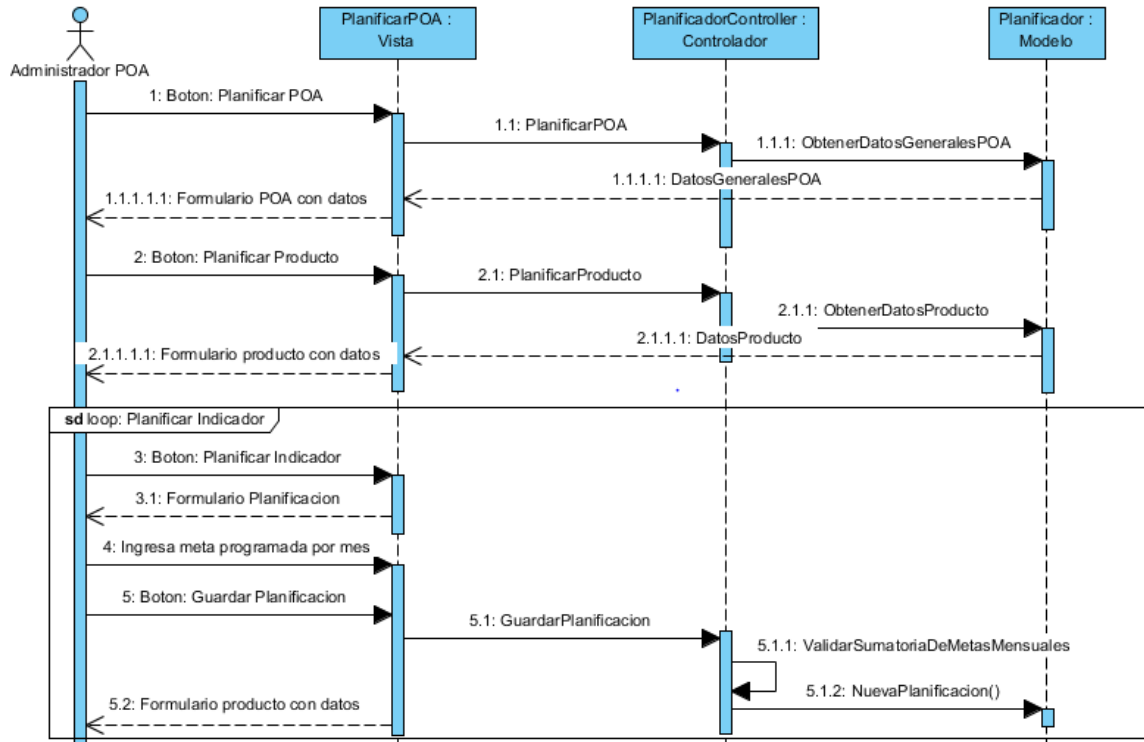 PlanificarPOA :
Vista
PlanificadorController :
Controlador
Planificador :
Modelo
Administrador POA
1: Boton: Planificar POA
1.1: PlanificarPOA
1.1.1: ObtenerDatosGeneralesPOA
1.1.1.1: DatosGeneralesPOA
1.1.1.1.1: Formulario POA con datos
2: Boton: Planificar Producto
2.1: PlanificarProducto
2.1.1: ObtenerDatosProducto
2.1.1.1: DatosProducto
2.1.1.1.1: Formulario producto con datos
sd loop: Planificar Indicador
3: Boton: Planificar Indicador
3.1: Formulario Planificacion
4: Ingresa meta programada por mes
5: Boton: Guardar Planificacion
5.1: GuardarPlanificacion
5.1.1: ValidarSumatoriaDeMetasMensuales
5.1.2: NuevaPlanificacion()
5.2: Formulario producto con datos